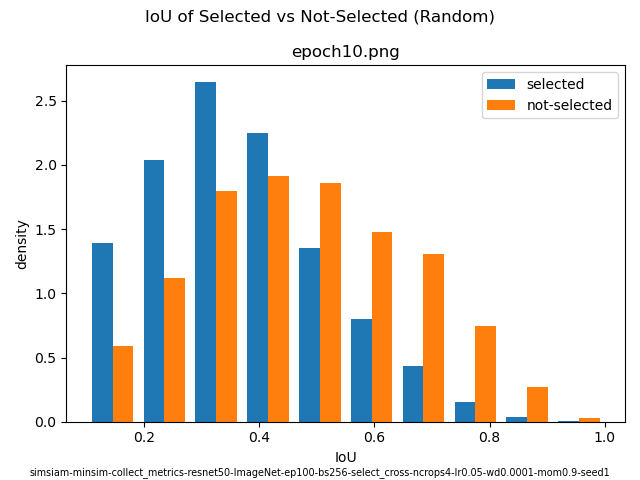 IoU of Selected vs Not-Selected (Random)
epoch10.png
selected
not-selected
2.5
2.0
1.5
1.0
0.5
0.0
density
0.2 0.4 0.6 0.8 1.0
IoU
simsiam-minsim-collect_metrics-resnet50-ImageNet-ep100-bs256-select_cross-ncrops4-lr0.05-wd0.0001-mom0.9-seed1